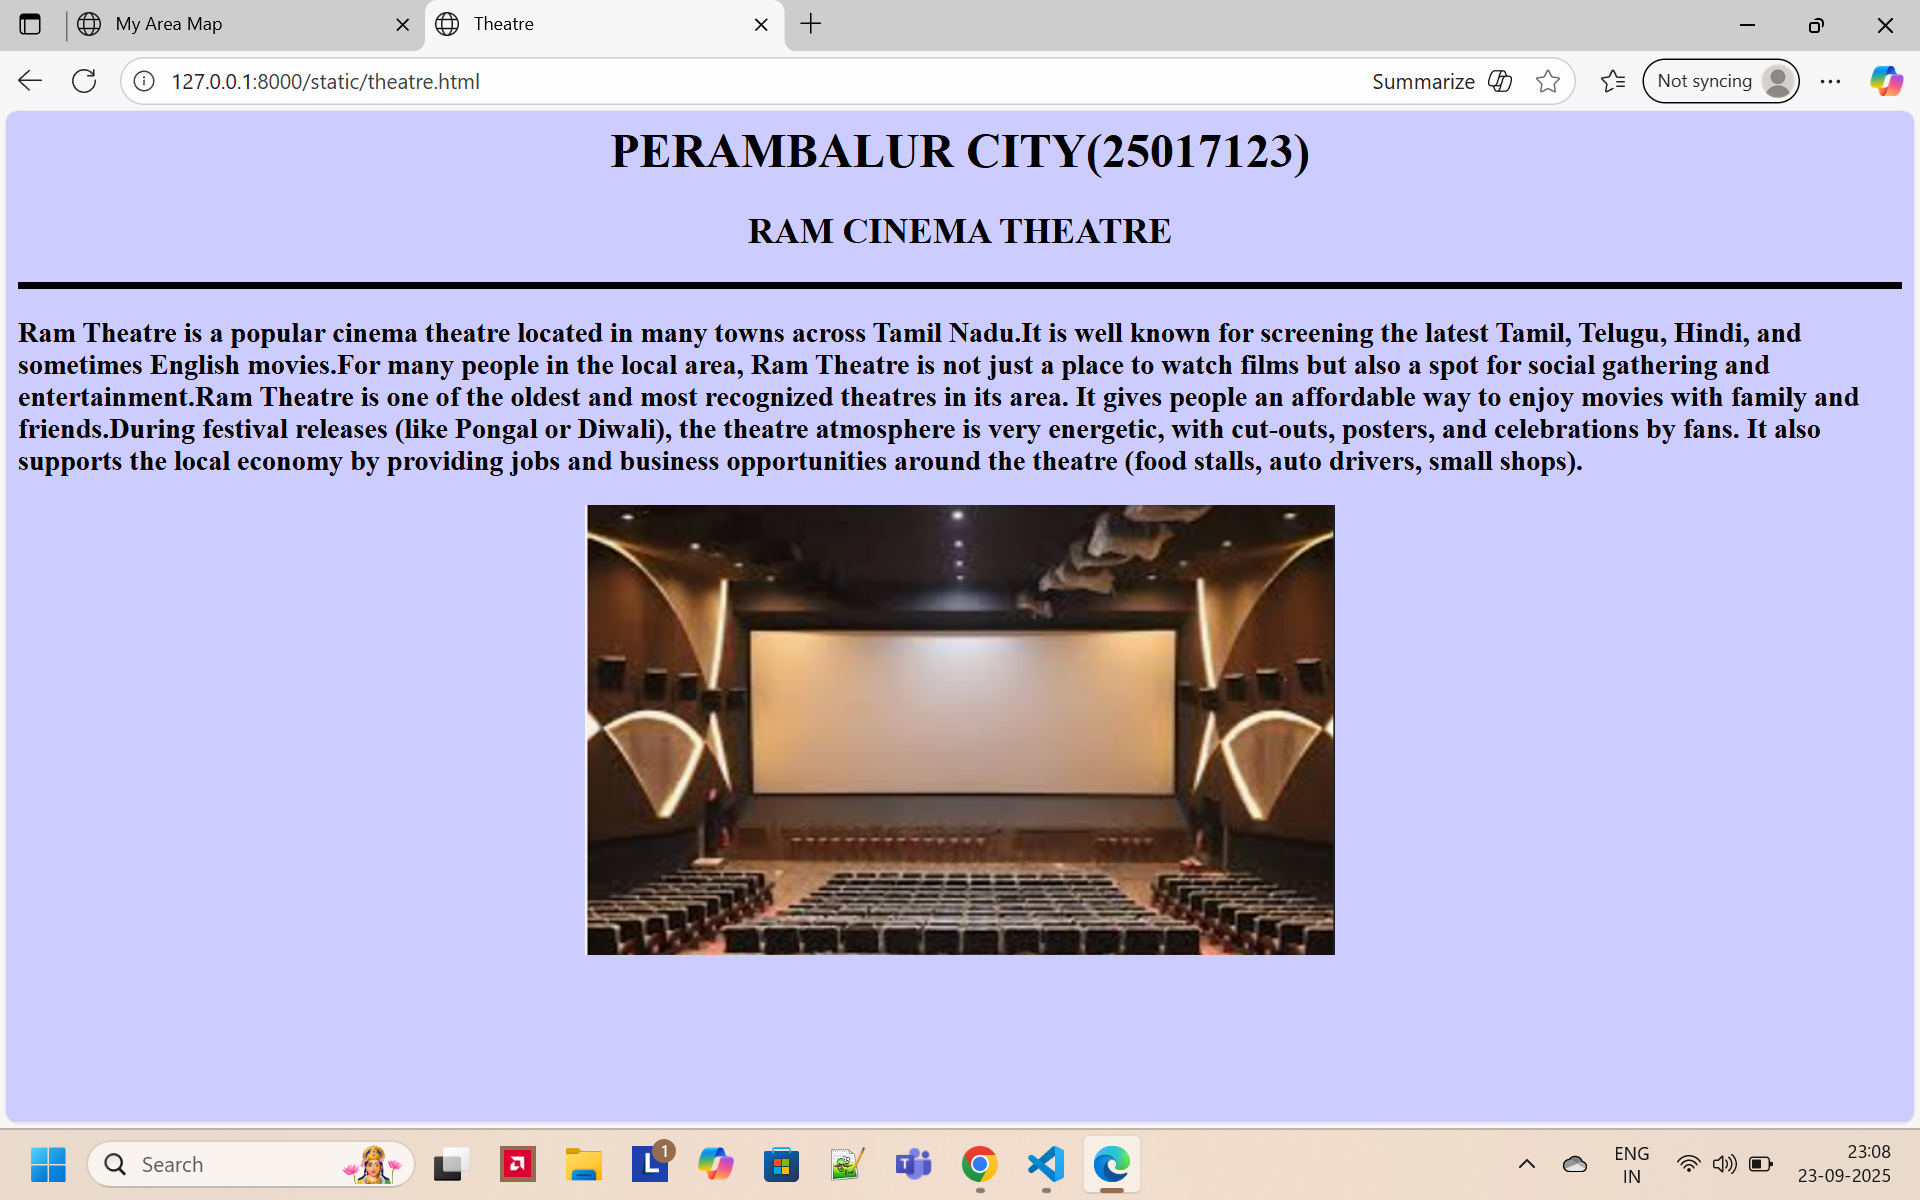 My Area Map
Theatre
127.0.0.1:8000/static/theatre.html
Summarize
Not syncing
PERAMBALUR CITY(25017123)
RAM CINEMA THEATRE
Ram Theatre is a popular cinema theatre located in many towns across Tamil Nadu.It is well known for screening the latest Tamil, Telugu, Hindi, and
sometimes English movies.For many people in the local area, Ram Theatre is not just a place to watch films but also a spot for social gathering and
entertainment.Ram Theatre is one of the oldest and most recognized theatres in its area. It gives people an affordable way to enjoy movies with family and
friends.During festival releases (like Pongal or Diwali), the theatre atmosphere is very energetic, with cut-outs, posters, and celebrations by fans. It also
supports the local economy by providing jobs and business opportunities around the theatre (food stalls, auto drivers, small shops).
Search
L
1
ENG
IN
23:08
23-09-2025